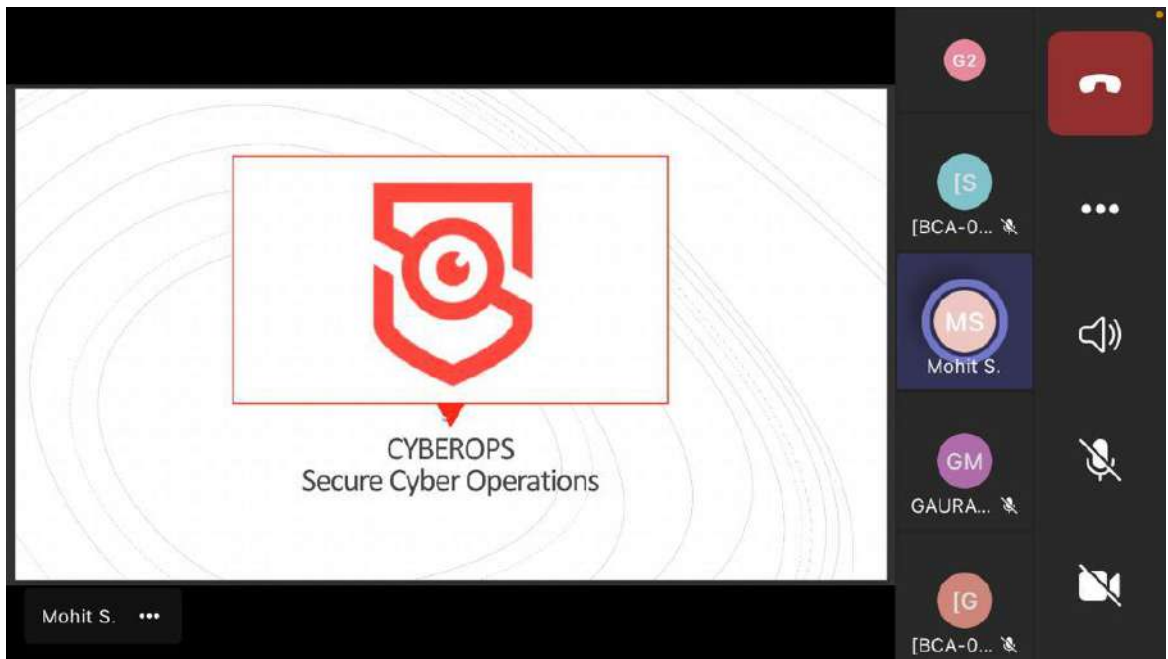 CYBEROPS
Secure Cyber Operations
Mohit S.
G2
[S
[BCA-0...
MS
Mohit S.
GM
GAURA...
[G
[BCA-0...